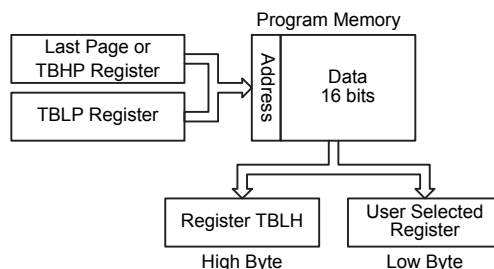 Program Memory
Last Page or
TBHP Register
TBLP Register
Address
Data
16 bits
Register TBLH
High Byte
User Selected
Register
Low Byte